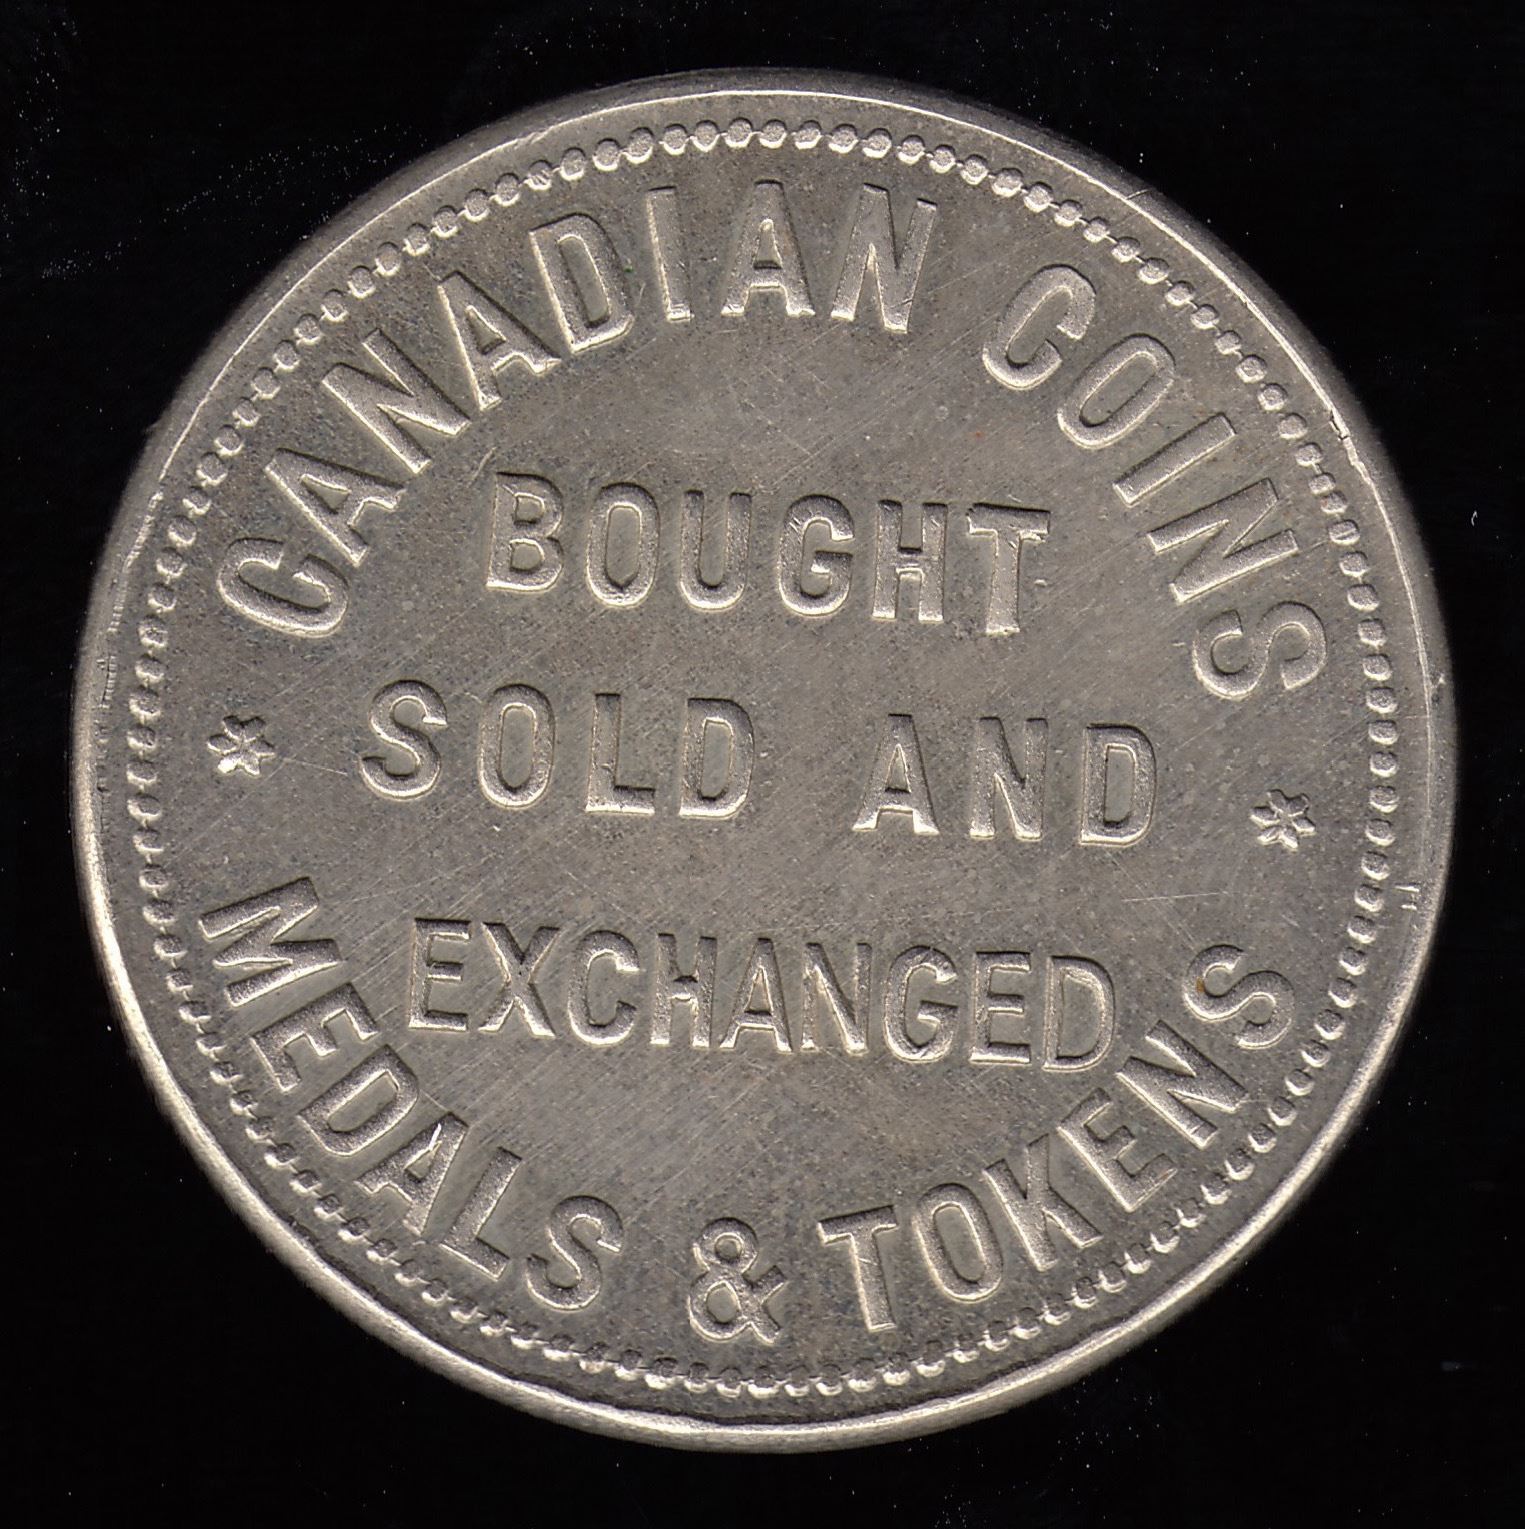 CANADIAN COINS
BOUGHT
SOLD AND
EXCHANGED
MEDALS & TOKENS